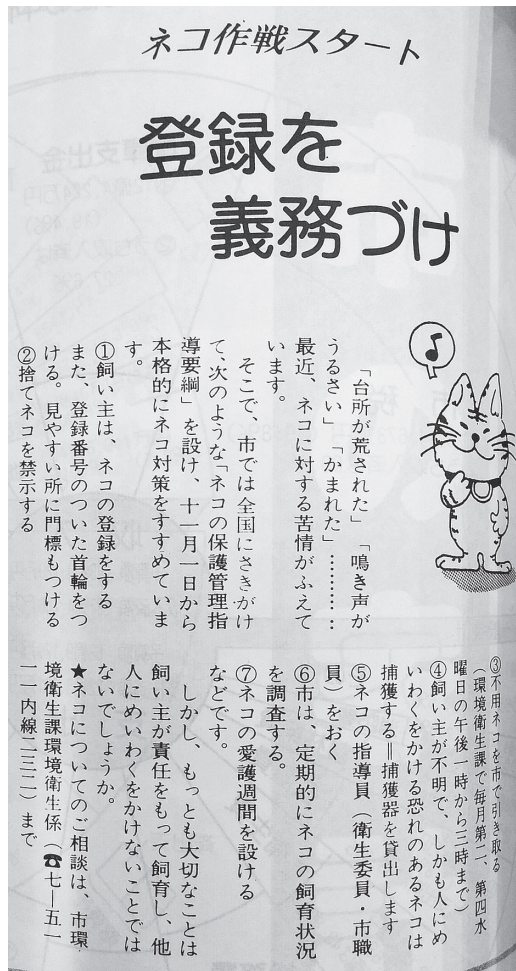 ネコ作戦スタート
登録を
義務づけ
「台所が荒された」「鳴き声が
うるさい」「かまれた」…………
最近、ネコに対する苦情がふえて
います。
そこで、市では全国にさきがけ
て、次のような「ネコの保護管理指
導要綱」を設け、十一月一日から
本格的にネコ対策をすすめていま
す。
①飼い主は、ネコの登録をする
また、登録番号のついた首輪をつ
ける。見やすい所に門標もつける
②捨てネコを禁示する
③不用ネコを市で引き取る
(環境衛生課で毎月第二、第四水
曜日の午後一時から三時まで)
④飼い主が不明で、しかも人にめ
いわくをかける恐れのあるネコは
捕獲する=捕獲器を貸出します
⑤ネコの指導員(衛生委員・市職
員)をおく
⑥市は、定期的にネコの飼育状況
を調査する。
⑦ネコの愛護週間を設ける
などです。
しかし、もっとも大切なことは
飼い主が責任をもって飼育し、他
人にめいわくをかけないことでは
ないでしょうか。
★ネコについてのご相談は、市環
境衛生課環境衛生係(☎七―五一
一一内線二三二)まで